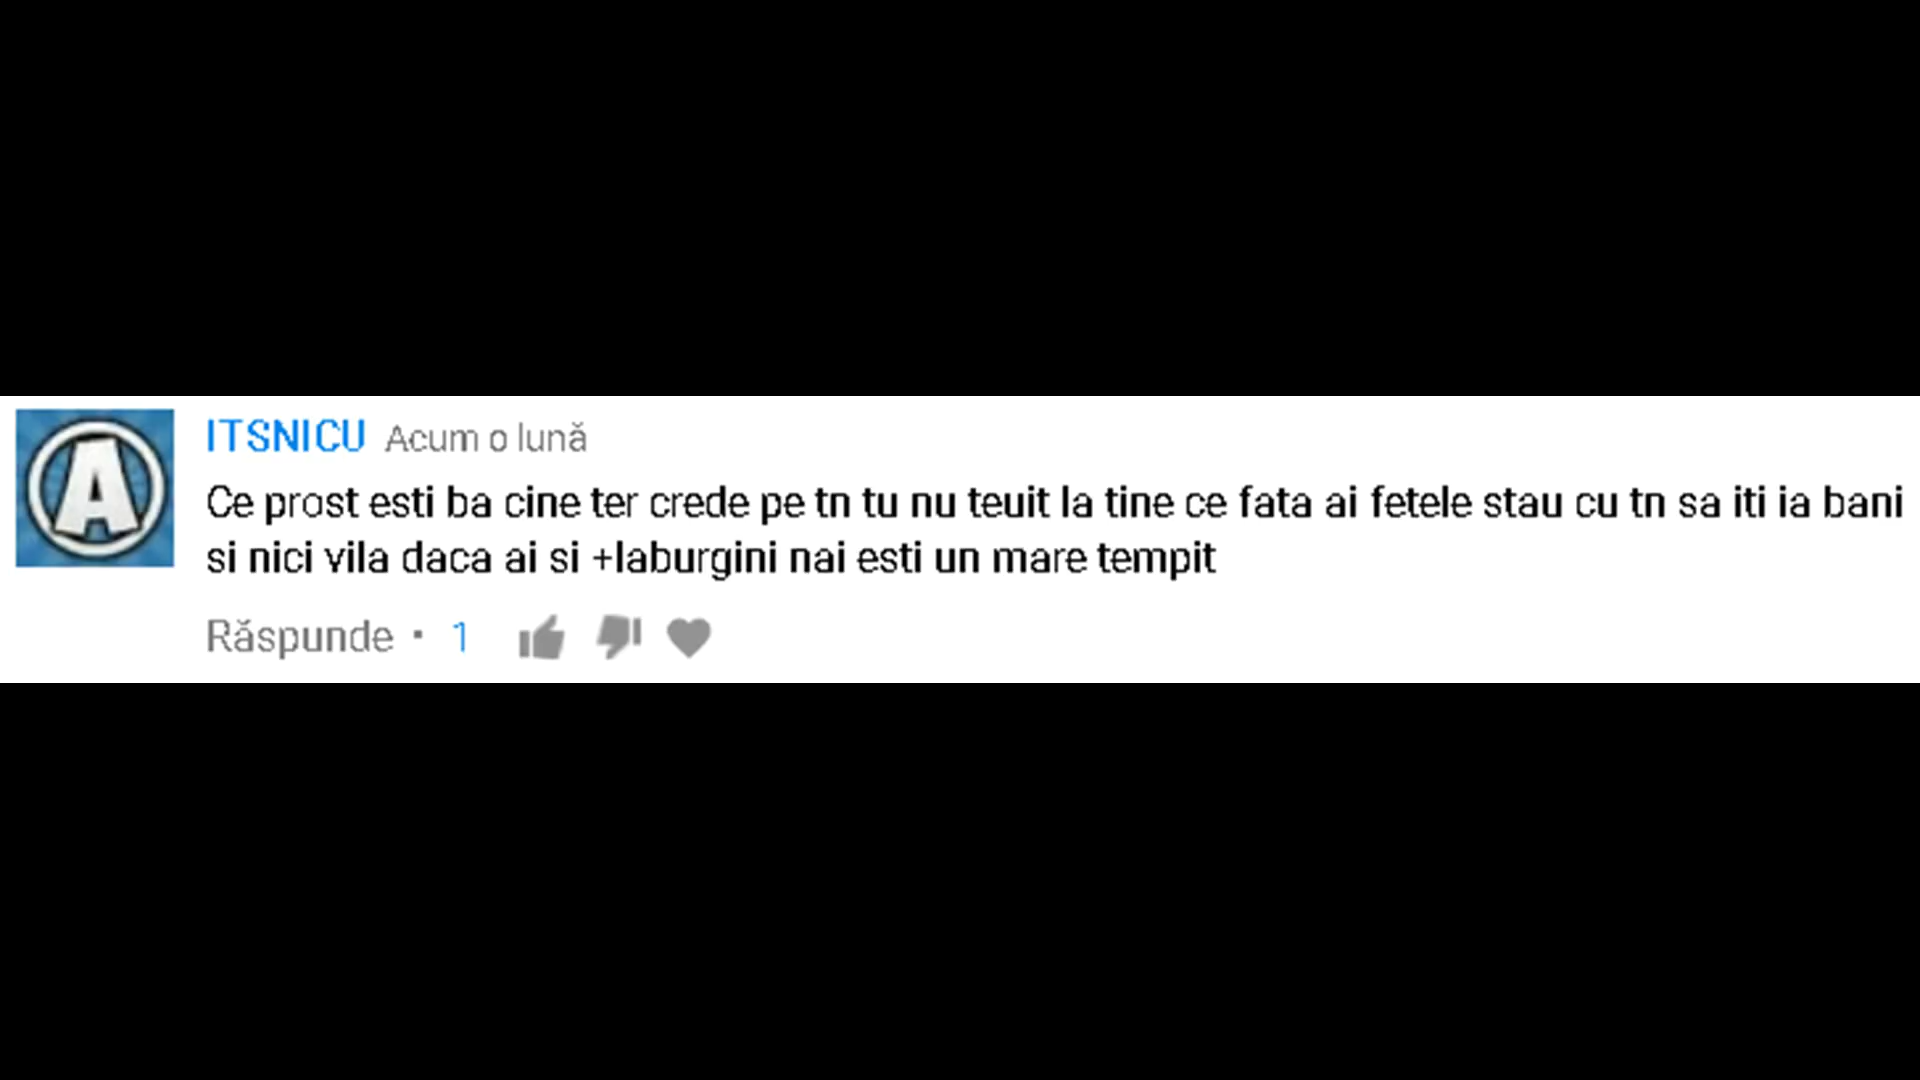 A
ITSNICU Acum o lună
Ce prost esti ba cine ter crede pe tn tu nu teuit la tine ce fata ai fetele stau cu tn sa iti ia bani
si nici vila daca ai si +laburgini nai esti un mare tempit
Răspunde · 1